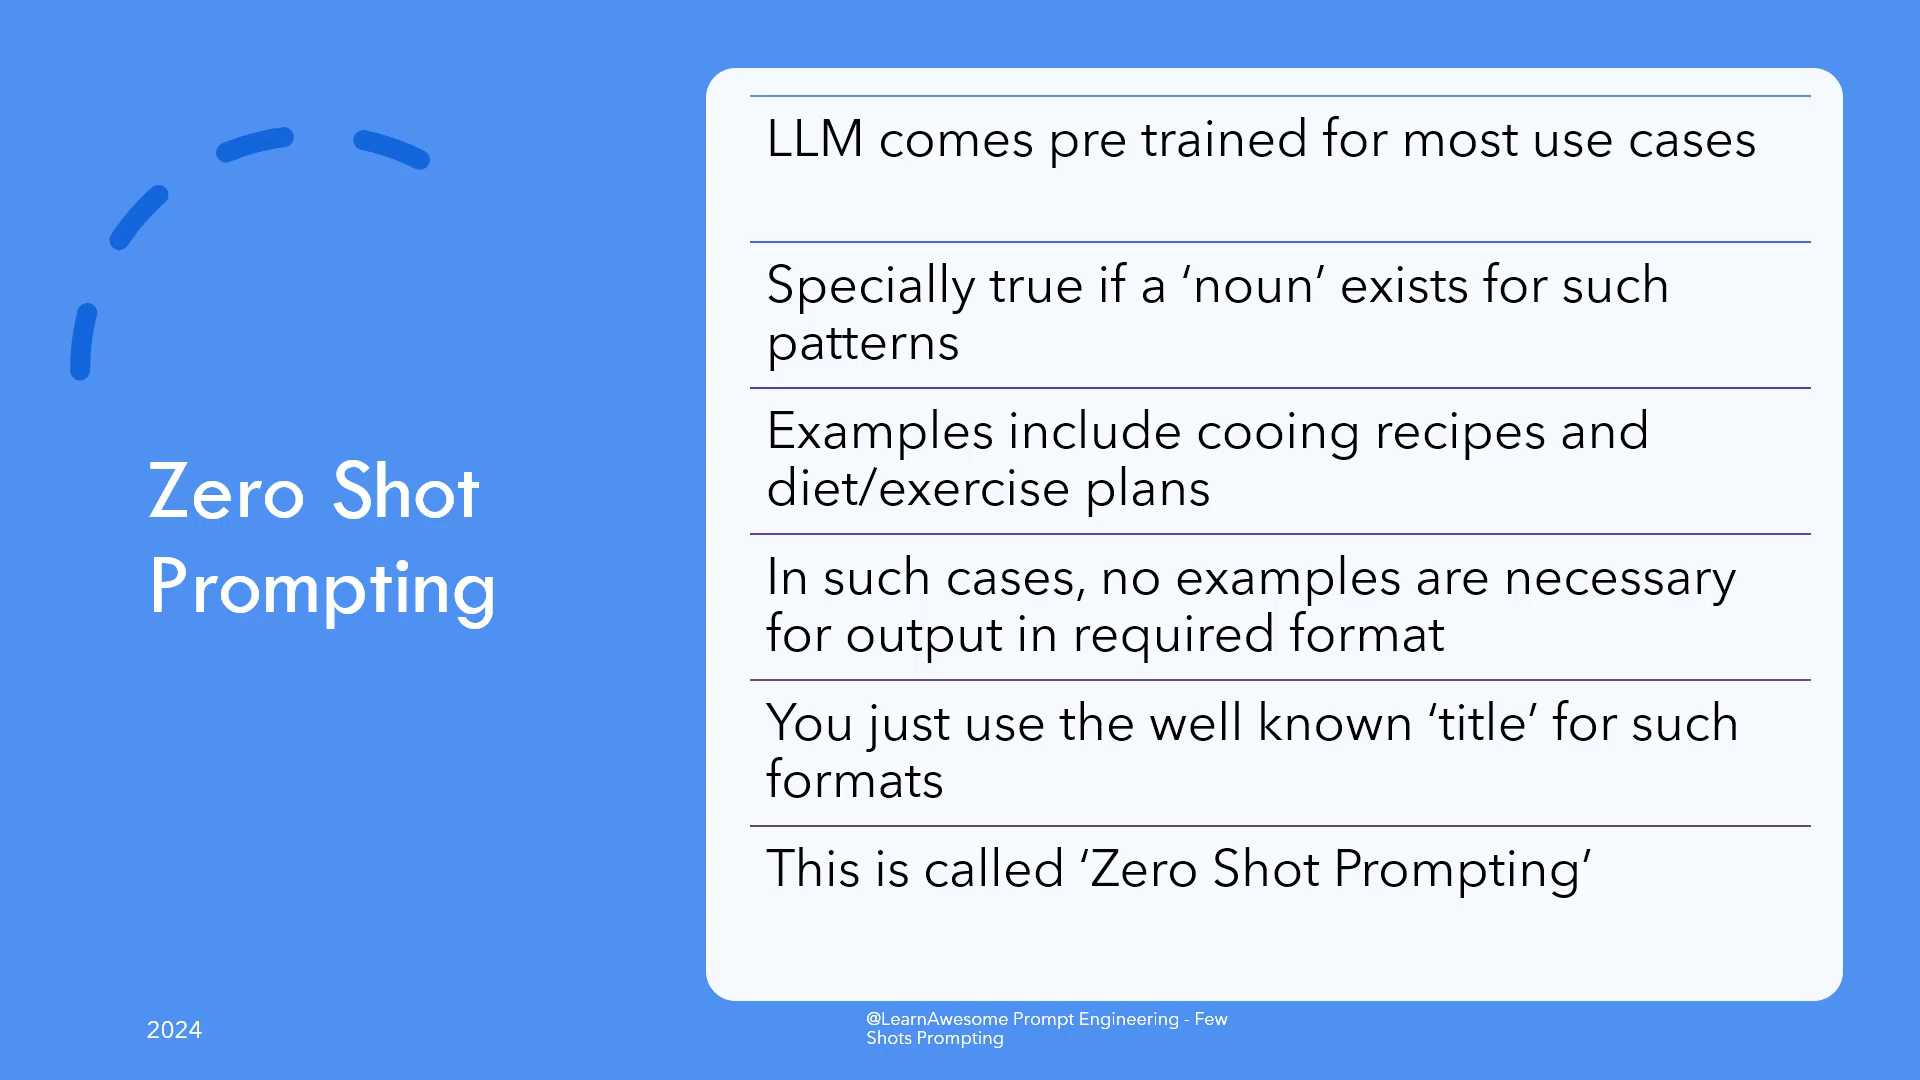 Zero Shot
Prompting
LLM comes pre trained for most use cases
Specially true if a ‘noun’ exists for such
patterns
Examples include cooing recipes and
diet/exercise plans
In such cases, no examples are necessary
for output in required format
You just use the well known ‘title’ for such
formats
This is called ‘Zero Shot Prompting’
2024
@LearnAwesome Prompt Engineering - Few
Shots Prompting